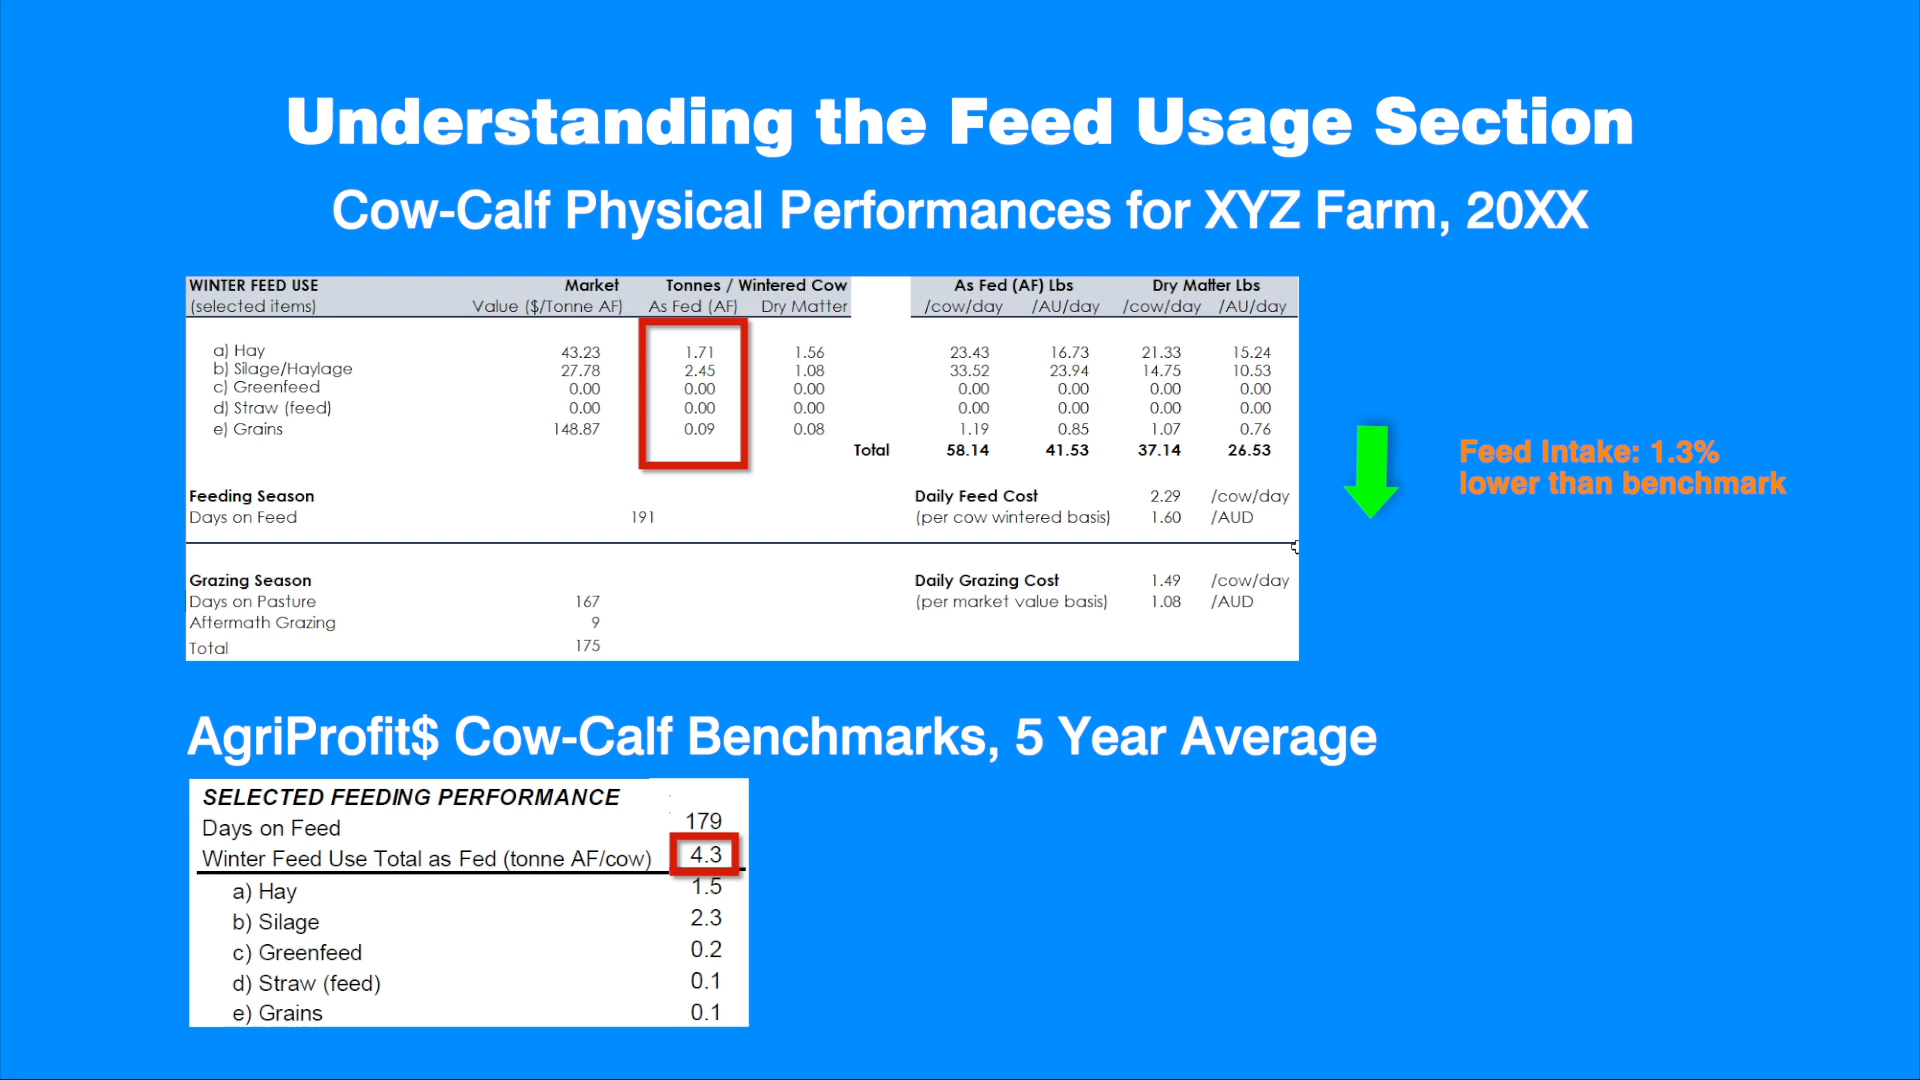 Understanding the Feed Usage Section
Cow-Calf Physical Performances for XYZ Farm, 20XX
WINTER FEED USE Market Tonnes / Wintered Cow As Fed (AF) Lbs Dry Matter Lbs
(selected items) Value ($/Tonne AF) As Fed (AF) Dry Matter /cow/day /AU/day /cow/day /AU/day
a) Hay 43.23 1.71 1.56 23.43 16.73 21.33 15.24
b) Silage/Haylage 27.78 2.45 1.08 33.52 23.94 14.75 10.53
c) Greenfeed 0.00 0.00 0.00 0.00 0.00 0.00 0.00
d) Straw (feed) 0.00 0.00 0.00 0.00 0.00 0.00 0.00
e) Grains 148.87 0.09 0.08 1.19 0.85 1.07 0.76
Total 58.14 41.53 37.14 26.53
Feed Intake: 1.3%
lower than benchmark
Feeding Season Daily Feed Cost 2.29 /cow/day
Days on Feed 191 (per cow wintered basis) 1.60 /AUD
Grazing Season Daily Grazing Cost 1.49 /cow/day
Days on Pasture 167 (per market value basis) 1.08 /AUD
Aftermath Grazing 9
Total 175
AgriProfit$ Cow-Calf Benchmarks, 5 Year Average
SELECTED FEEDING PERFORMANCE
Days on Feed 179
Winter Feed Use Total as Fed (tonne AF/cow) 4.3
a) Hay 1.5
b) Silage 2.3
c) Greenfeed 0.2
d) Straw (feed) 0.1
e) Grains 0.1